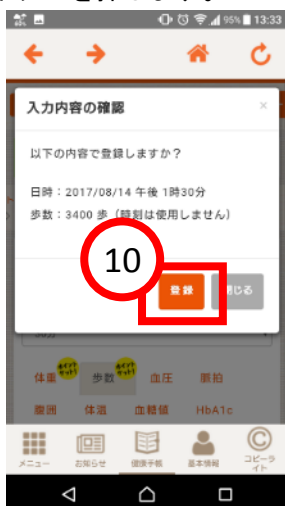 95% 13:33
入力内容の確認 ×
以下の内容で登録しますか？
日時：2017/08/14 午後 1時30分
歩数：3400 歩（時刻は使用しません）
10
登録 閉じる
体重 歩数 血圧 脈拍
腹囲 体温 血糖値 HbA1c
メニュー お知らせ 健康手帳 基本情報 コピーライト